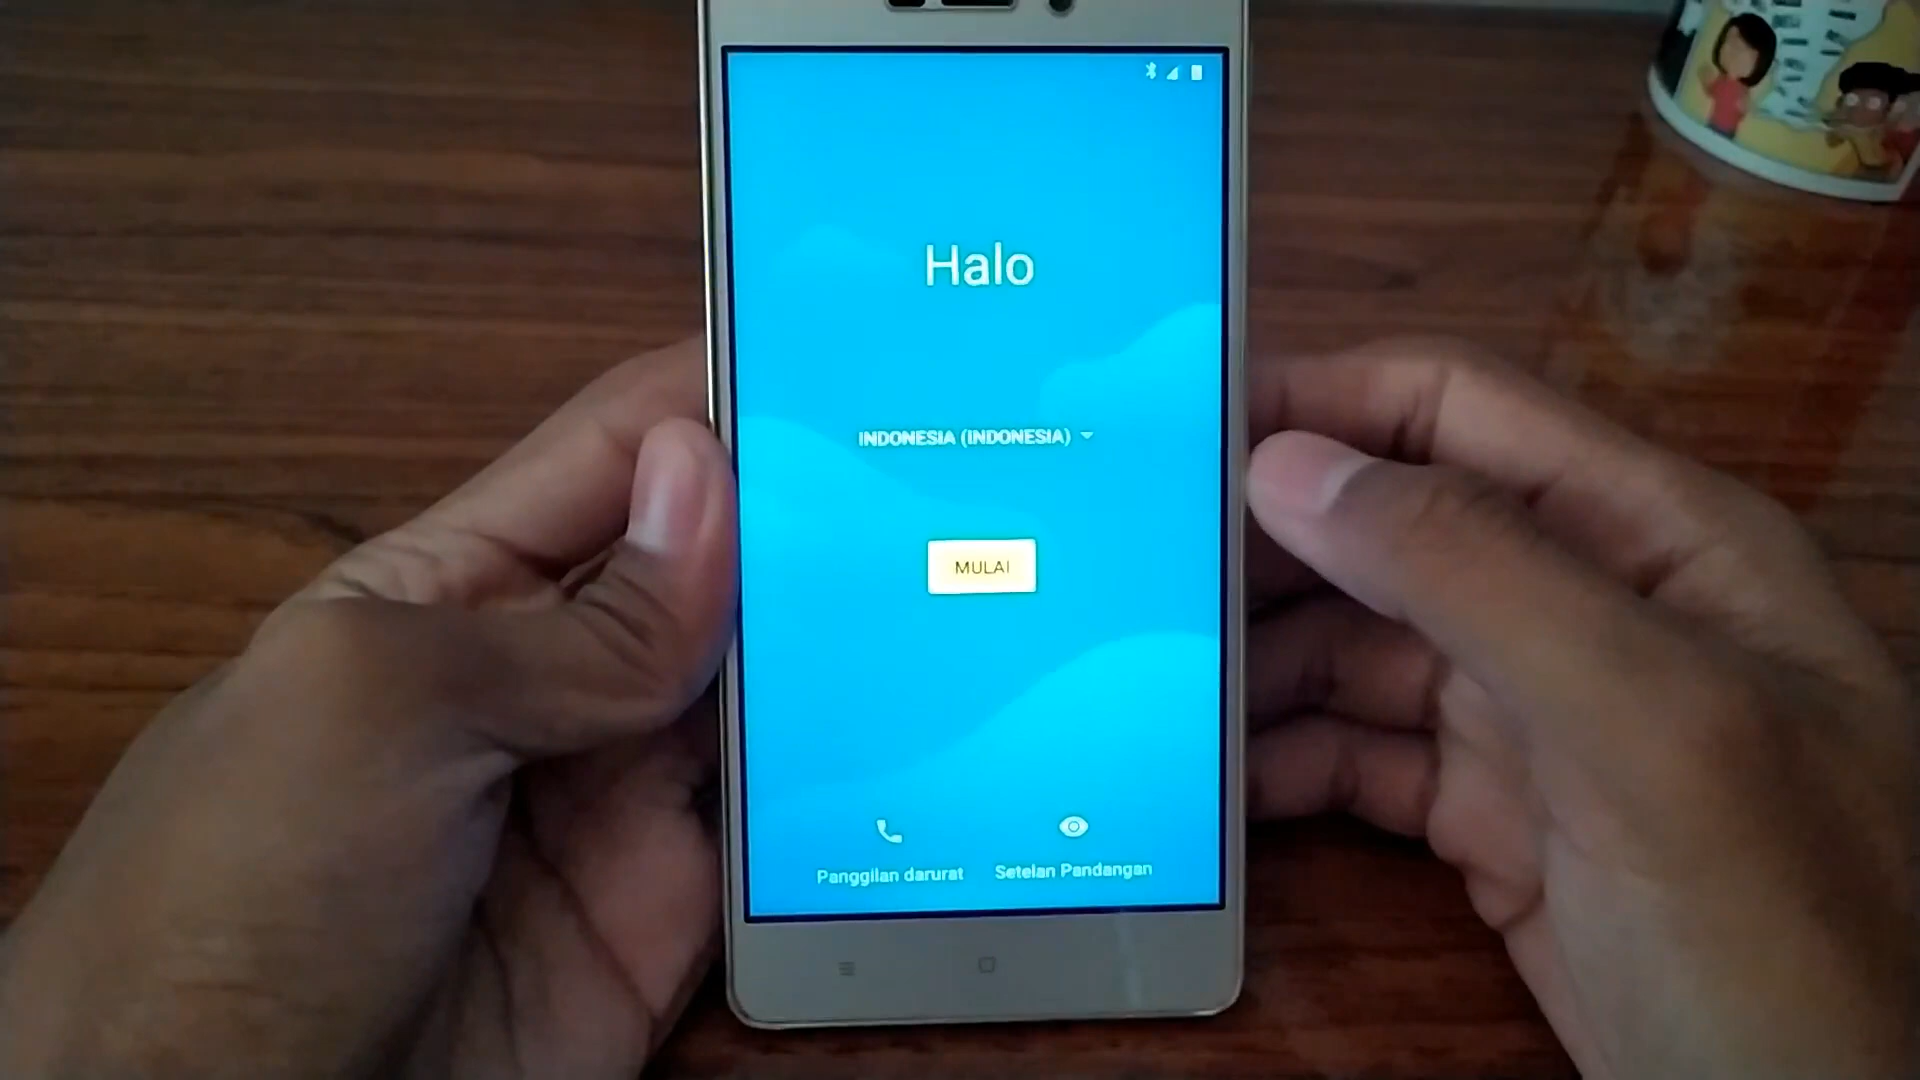 Halo
INDONESIA (INDONESIA)
MULAI
Panggilan darurat
Setelan Pandangan